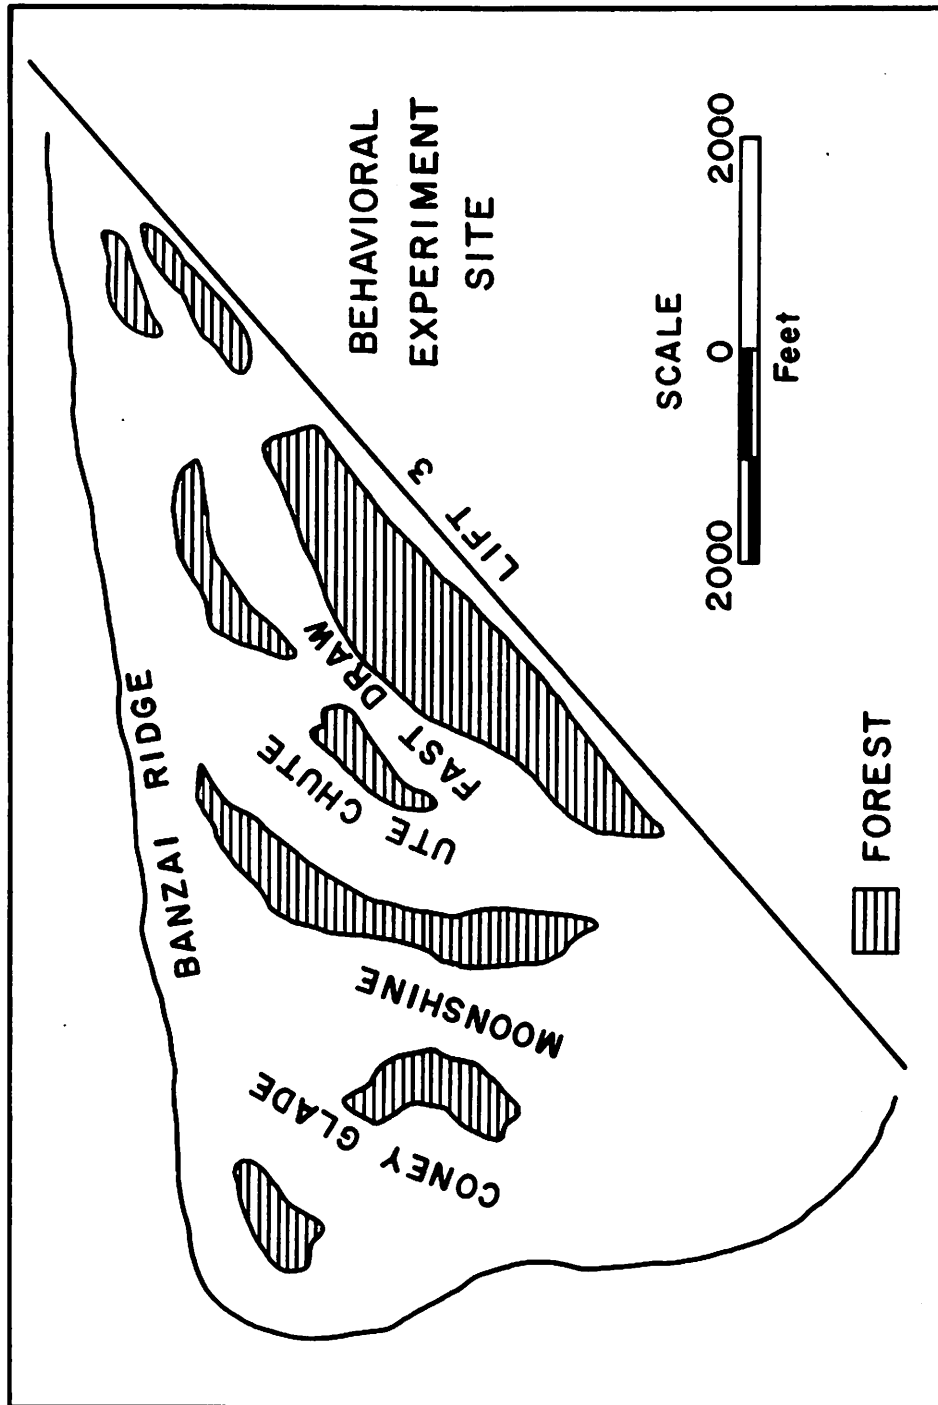 BANZAI RIDGE
CONEY GLADE
MOONSHINE
UTE CHUTE
FAST DRAW
LIFT 3
BEHAVIORAL
EXPERIMENT
SITE
SCALE
2000 0 2000
Feet
FOREST